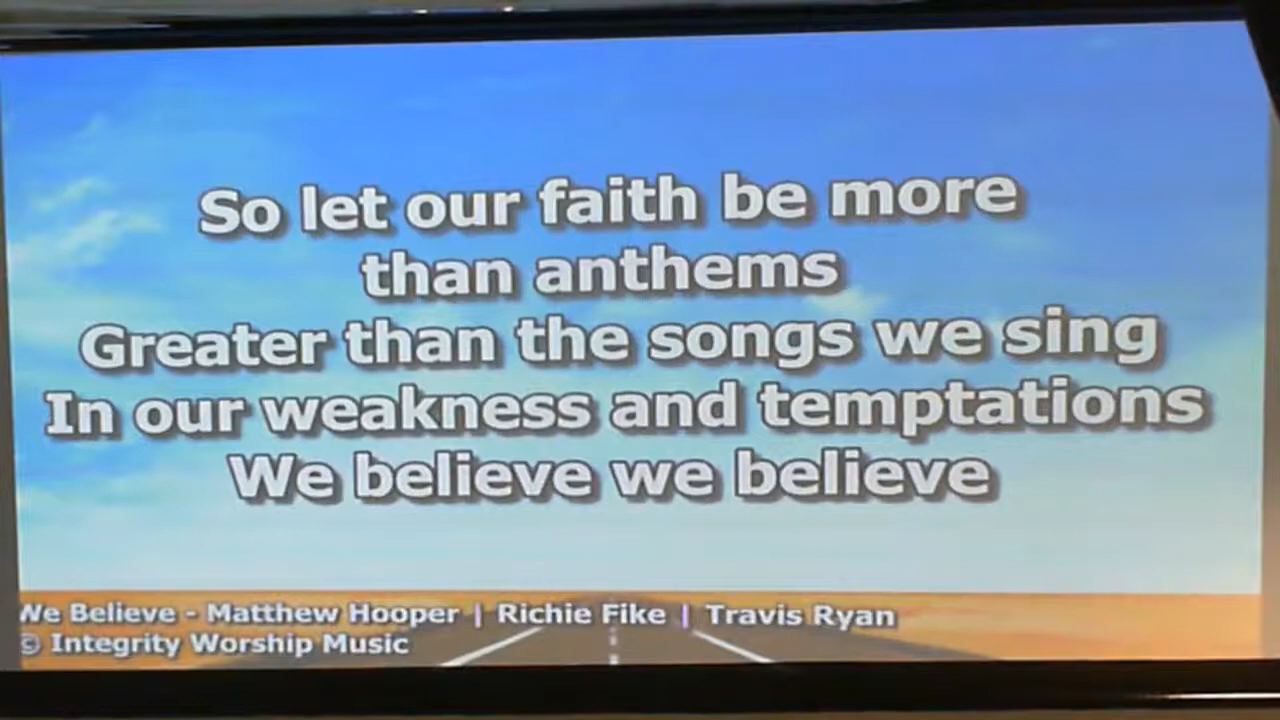 So let our faith be more
than anthems
Greater than the songs we sing
In our weakness and temptations
We believe we believe
We Believe - Matthew Hooper | Richie Fike | Travis Ryan
© Integrity Worship Music